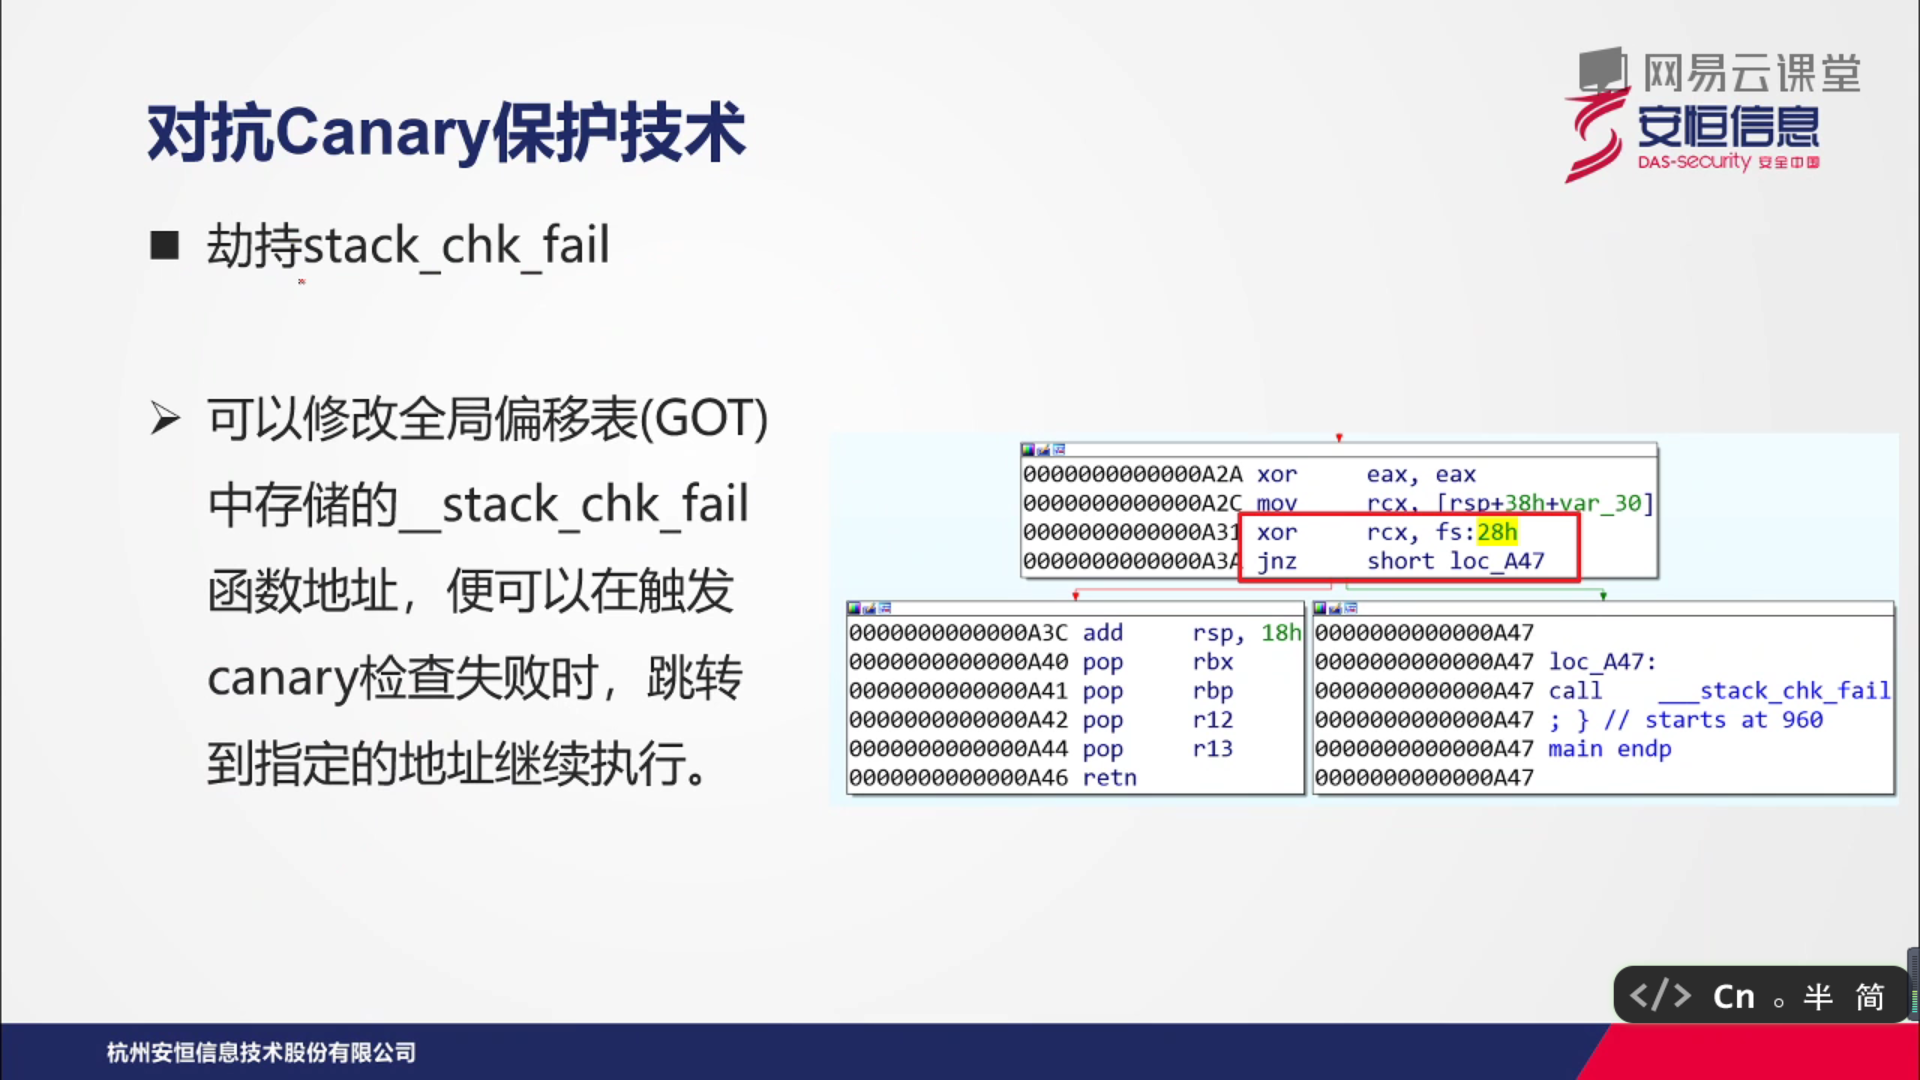 网易云课堂
安恒信息
DAS-security 安全中国
对抗Canary保护技术
■ 劫持stack_chk_fail
➢ 可以修改全局偏移表(GOT)
中存储的__stack_chk_fail
函数地址，便可以在触发
canary检查失败时，跳转
到指定的地址继续执行。
0000000000000A2A xor eax, eax
0000000000000A2C mov rcx, [rsp+38h+var_30]
0000000000000A31 xor rcx, fs:28h
0000000000000A3A jnz short loc_A47
0000000000000A3C add rsp, 18h
0000000000000A40 pop rbx
0000000000000A41 pop rbp
0000000000000A42 pop r12
0000000000000A44 pop r13
0000000000000A46 retn
0000000000000A47
0000000000000A47 loc_A47:
0000000000000A47 call ___stack_chk_fail
0000000000000A47 ; } // starts at 960
0000000000000A47 main endp
0000000000000A47
</> Cn 。半 简
杭州安恒信息技术股份有限公司